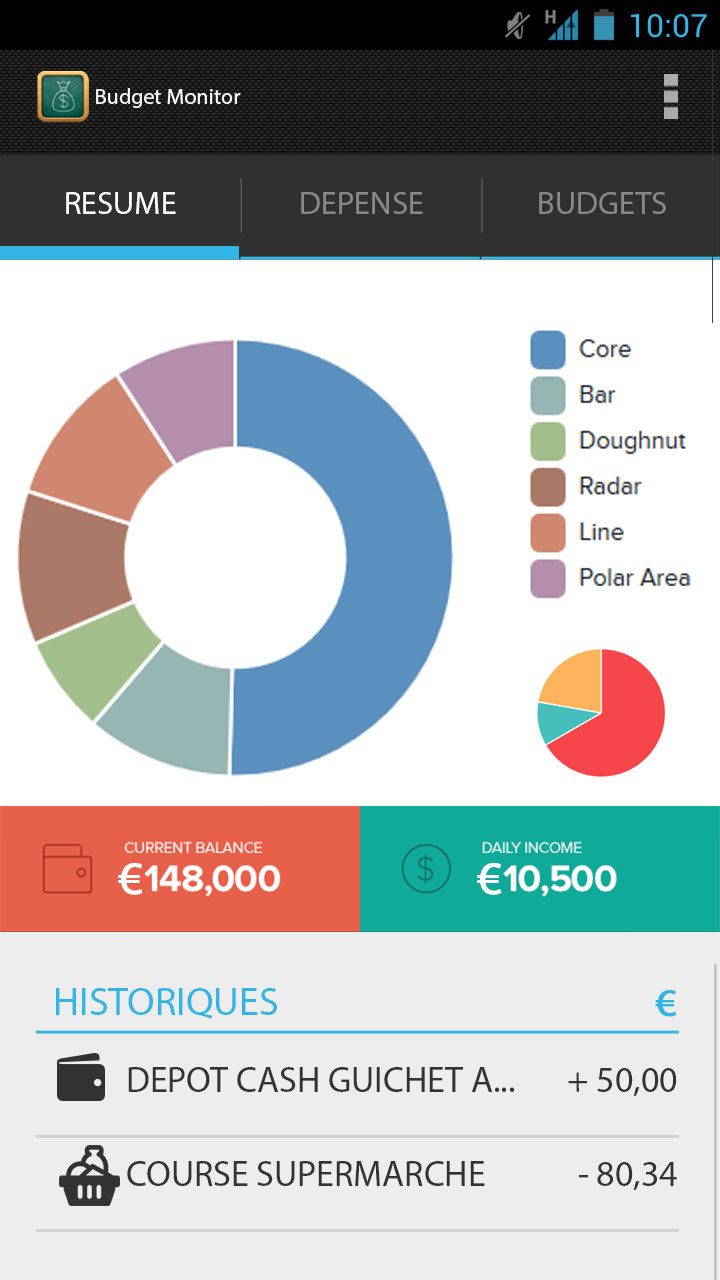 H
10:07
Budget Monitor
RESUME
DEPENSE
BUDGETS
Core
Bar
Doughnut
Radar
Line
Polar Area
CURRENT BALANCE
€148,000
$
DAILY INCOME
€10,500
HISTORIQUES €
DEPOT CASH GUICHET A... + 50,00
COURSE SUPERMARCHE - 80,34